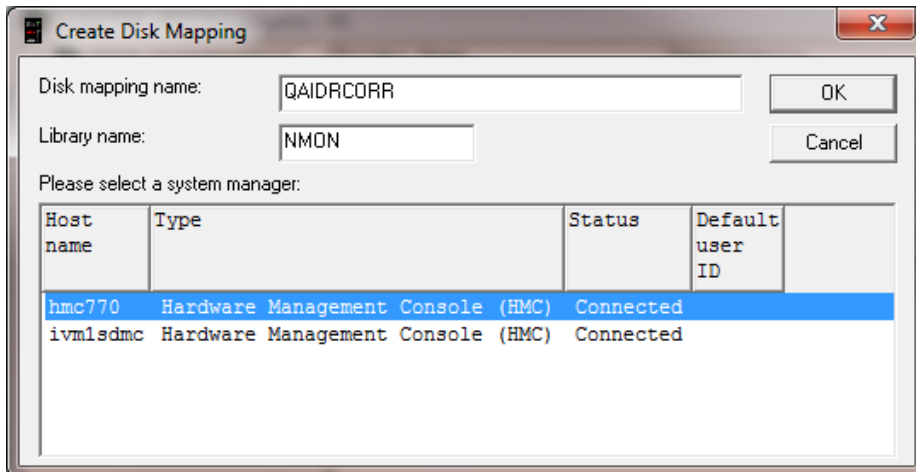 Create Disk Mapping
Disk mapping name: QAIDRCORR OK
Library name: NMON Cancel
Please select a system manager:
Host name Type Status Default user ID
hmc770 Hardware Management Console (HMC) Connected
ivm1sdmc Hardware Management Console (HMC) Connected